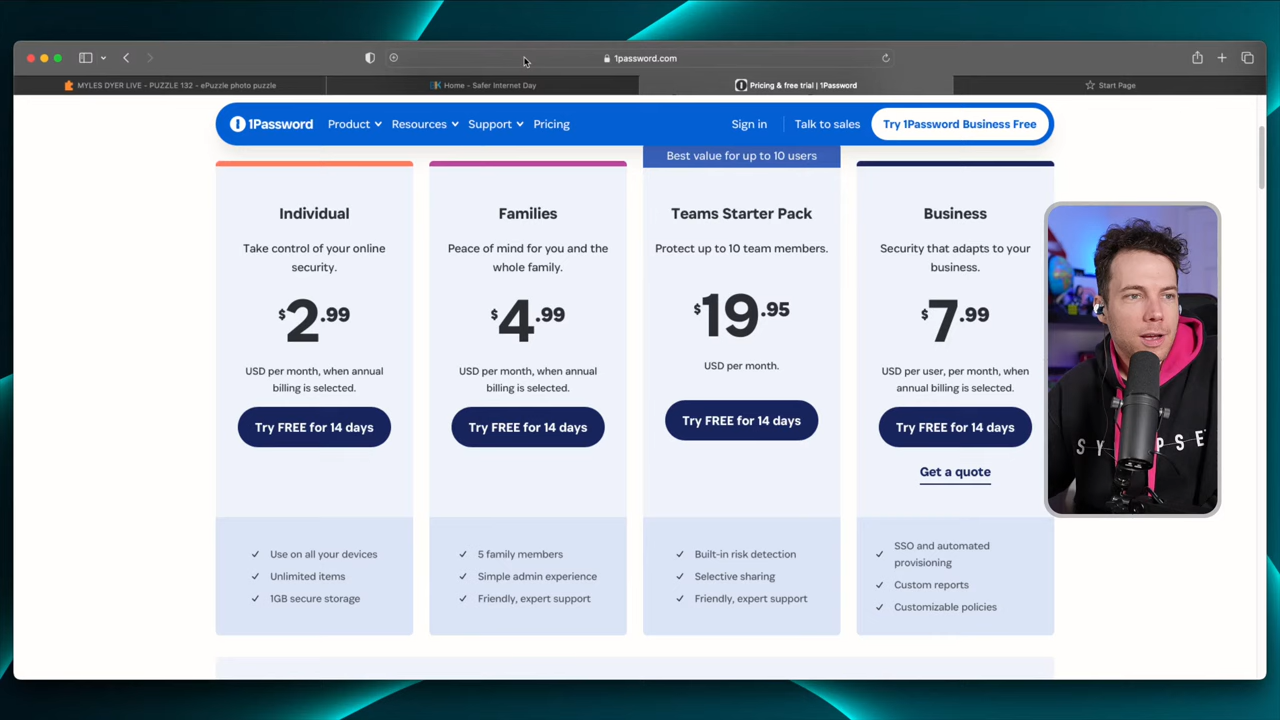 1password.com
MYLES DYER LIVE - PUZZLE 132 - ePuzzle photo puzzle
Home - Safer Internet Day
Pricing & free trial | 1Password
Start Page
1Password
Product
Resources
Support
Pricing
Sign in
Talk to sales
Try 1Password Business Free
Individual
Take control of your online
security.
$2.99
USD per month, when annual
billing is selected.
Try FREE for 14 days
Use on all your devices
Unlimited items
1GB secure storage
Families
Peace of mind for you and the
whole family.
$4.99
USD per month, when annual
billing is selected.
Try FREE for 14 days
5 family members
Simple admin experience
Friendly, expert support
Best value for up to 10 users
Teams Starter Pack
Protect up to 10 team members.
$19.95
USD per month.
Try FREE for 14 days
Built-in risk detection
Selective sharing
Friendly, expert support
Business
Security that adapts to your
business.
$7.99
USD per user, per month, when
annual billing is selected.
Try FREE for 14 days
Get a quote
SSO and automated
provisioning
Custom reports
Customizable policies
SY PSE